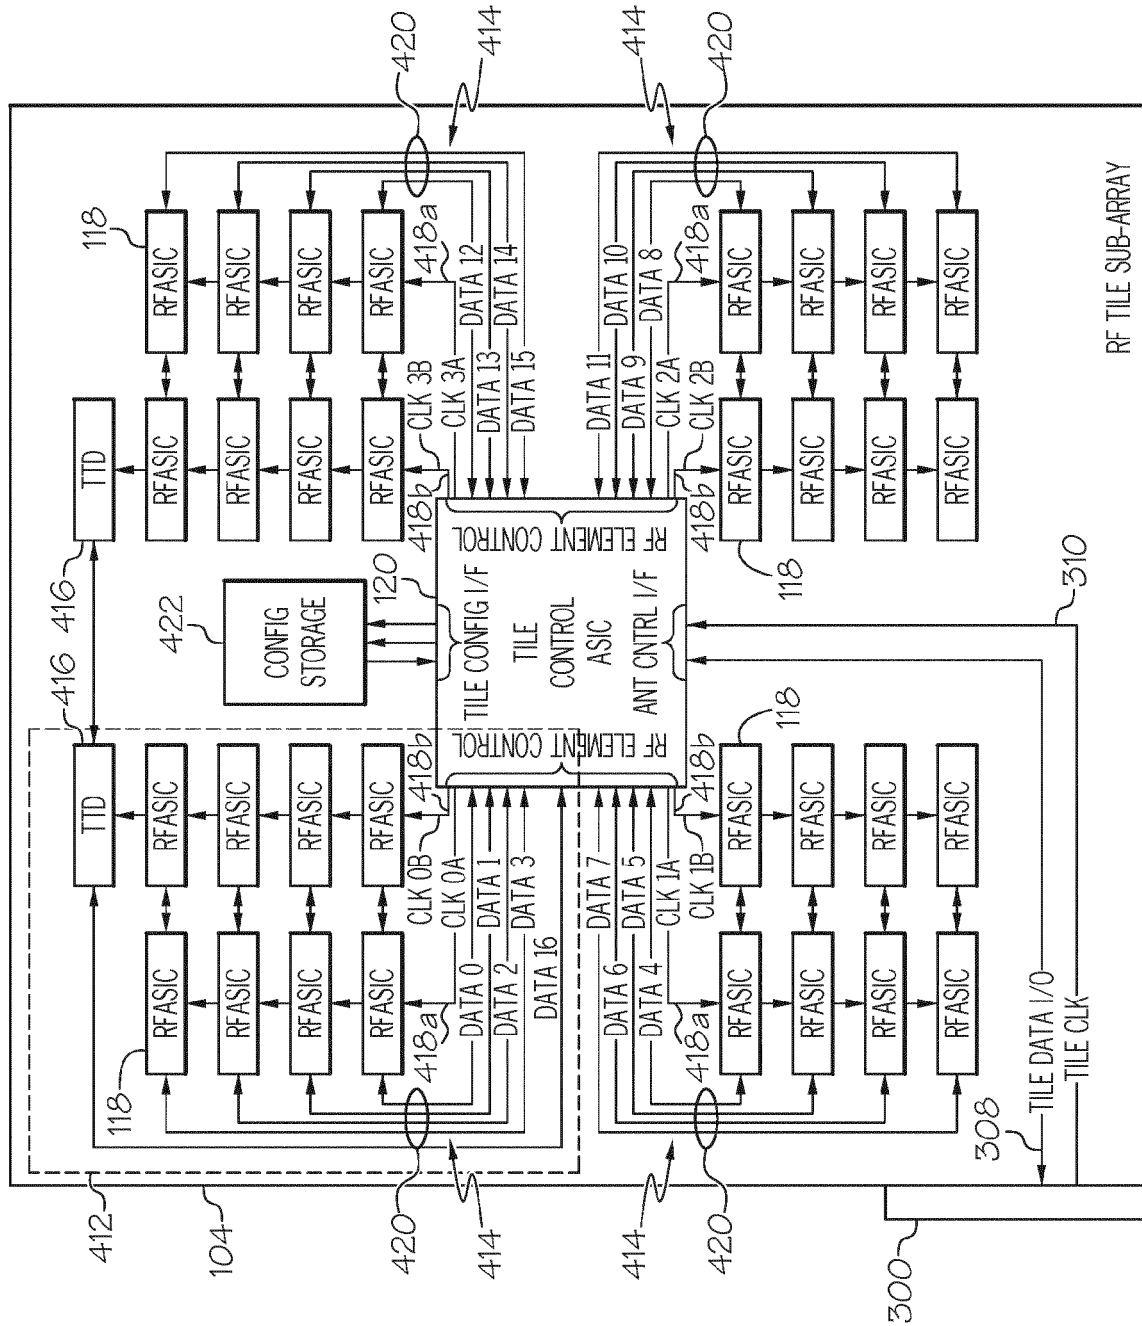 416
416
412
TTD
TTD
118
118
RFASIC
RFASIC
RFASIC
RFASIC
422
104
RFASIC
RFASIC
RFASIC
RFASIC
CONFIG
STORAGE
RFASIC
RFASIC
RFASIC
RFASIC
120
RFASIC
RFASIC
RFASIC
RFASIC
420
418a
CLK 0B
418b
418b
CLK 3B
418a
420
CLK 0A
CLK 3A
DATA 0
DATA 12
414
DATA 1
DATA 13
414
DATA 2
DATA 14
DATA 3
DATA 15
DATA 16
TILE CONFIG I/F
RF ELEMENT CONTROL
TILE
CONTROL
ASIC
RF ELEMENT CONTROL
ANT CNTRL I/F
DATA 7
DATA 11
DATA 6
DATA 10
414
DATA 5
DATA 9
414
DATA 4
DATA 8
CLK 1A
CLK 2A
418a
CLK 1B
418b
418b
CLK 2B
418a
420
420
RFASIC
RFASIC
RFASIC
RFASIC
118
118
RFASIC
RFASIC
RFASIC
RFASIC
RFASIC
RFASIC
RFASIC
RFASIC
RFASIC
RFASIC
RFASIC
RFASIC
300
308
TILE DATA I/O
TILE CLK
310
RF TILE SUB-ARRAY